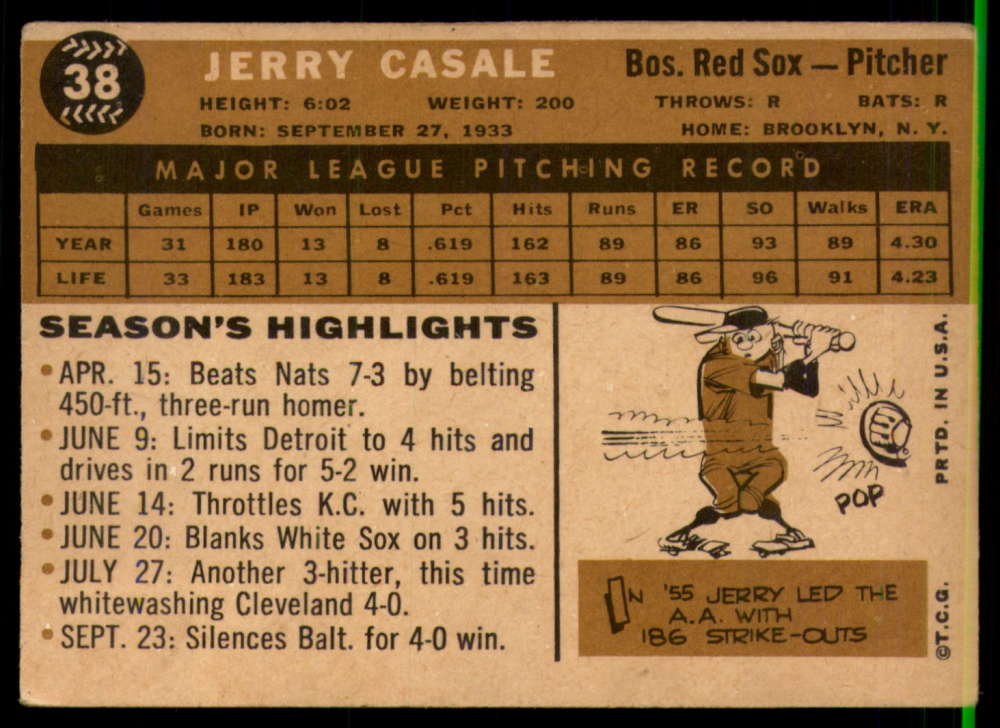 38
JERRY CASALE
Bos. Red Sox — Pitcher
HEIGHT: 6:02 WEIGHT: 200 THROWS: R BATS: R
BORN: SEPTEMBER 27, 1933 HOME: BROOKLYN, N. Y.
MAJOR LEAGUE PITCHING RECORD
Games IP Won Lost Pct Hits Runs ER SO Walks ERA
YEAR 31 180 13 8 .619 162 89 86 93 89 4.30
LIFE 33 183 13 8 .619 163 89 86 96 91 4.23
SEASON'S HIGHLIGHTS
• APR. 15: Beats Nats 7-3 by belting
450-ft., three-run homer.
• JUNE 9: Limits Detroit to 4 hits and
drives in 2 runs for 5-2 win.
• JUNE 14: Throttles K.C. with 5 hits.
• JUNE 20: Blanks White Sox on 3 hits.
• JULY 27: Another 3-hitter, this time
whitewashing Cleveland 4-0.
• SEPT. 23: Silences Balt. for 4-0 win.
POP
IN '55 JERRY LED THE
A.A. WITH
186 STRIKE-OUTS
PRTD. IN U.S.A.
©T.C.G.